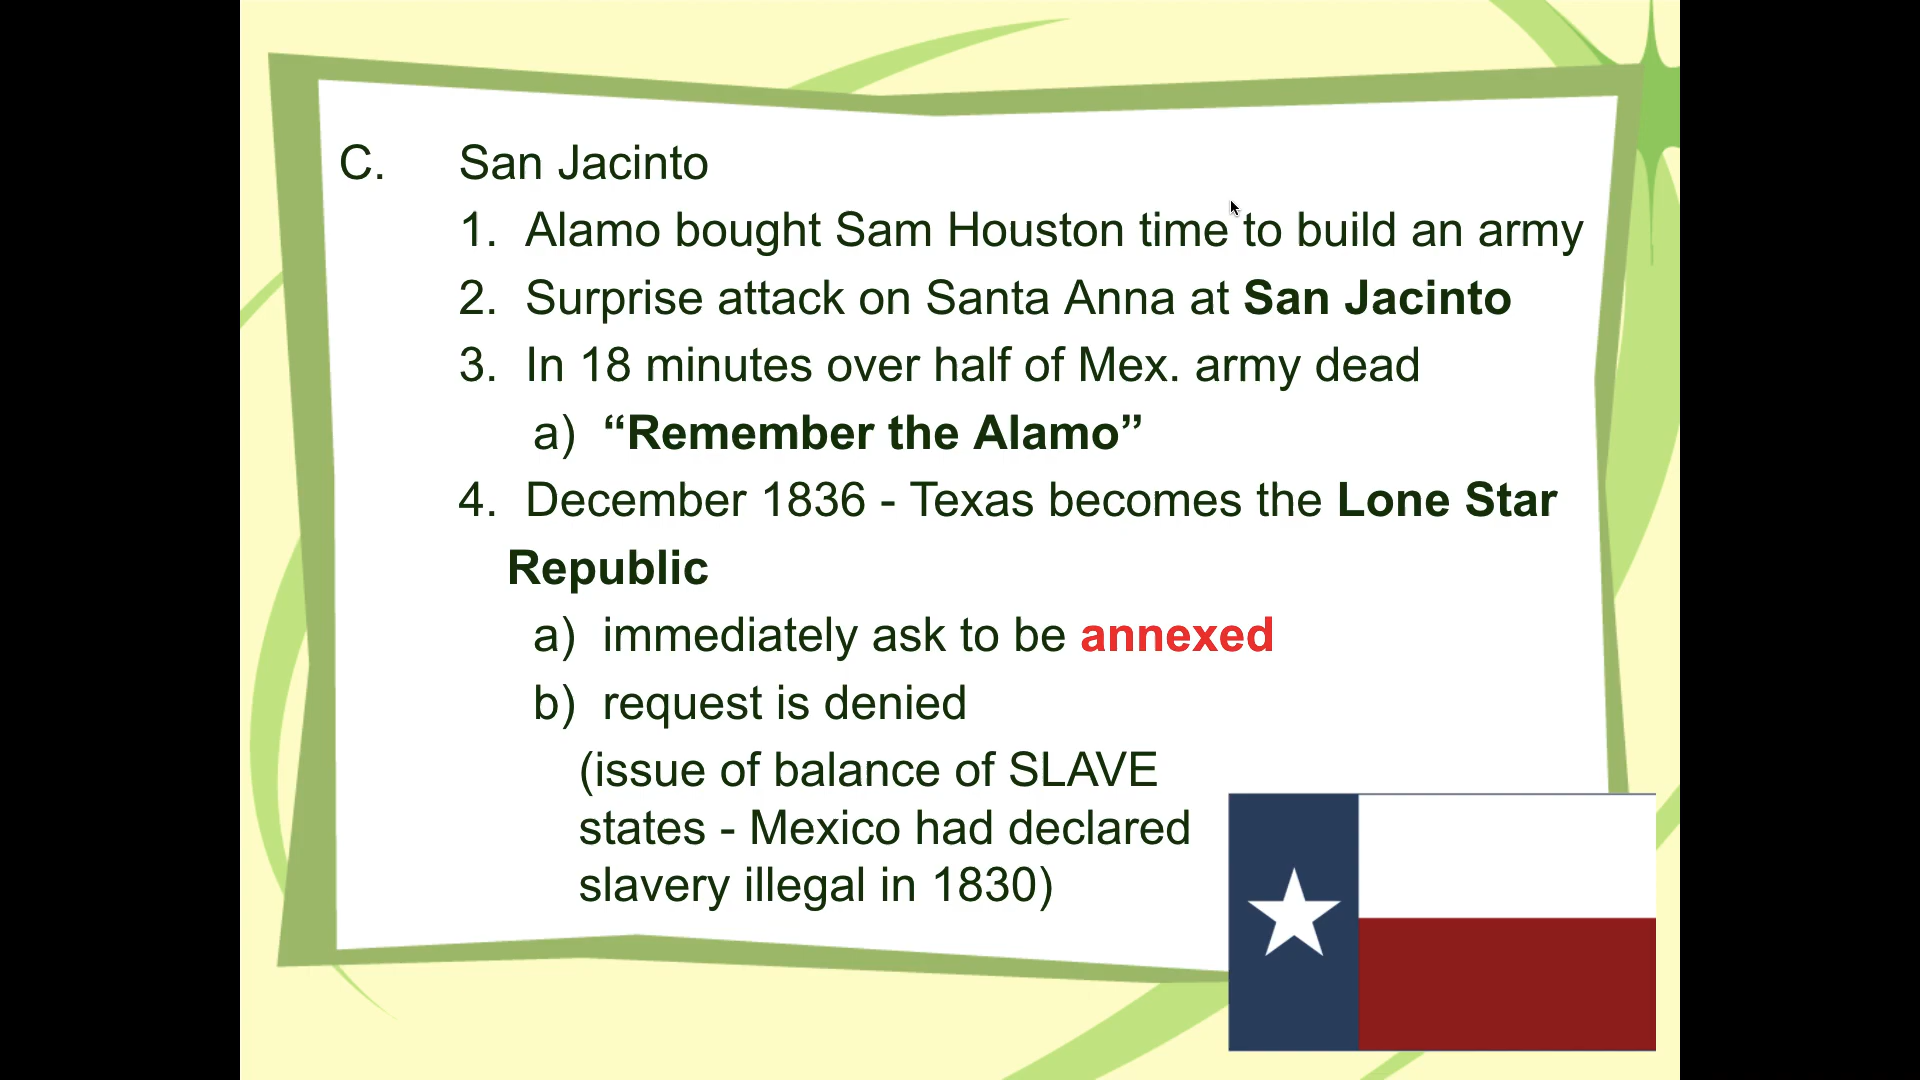 C. San Jacinto
1. Alamo bought Sam Houston time to build an army
2. Surprise attack on Santa Anna at San Jacinto
3. In 18 minutes over half of Mex. army dead
a) “Remember the Alamo”
4. December 1836 - Texas becomes the Lone Star
Republic
a) immediately ask to be annexed
b) request is denied
(issue of balance of SLAVE
states - Mexico had declared
slavery illegal in 1830)